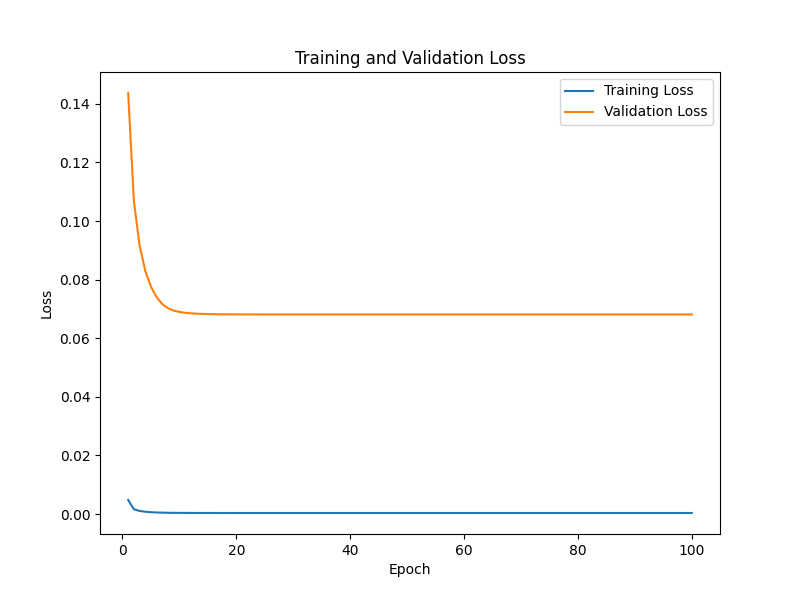 Training and Validation Loss
Training Loss
Validation Loss
0.14
0.12
0.10
0.08
0.06
0.04
0.02
0.00
Loss
0
20
40
60
80
100
Epoch